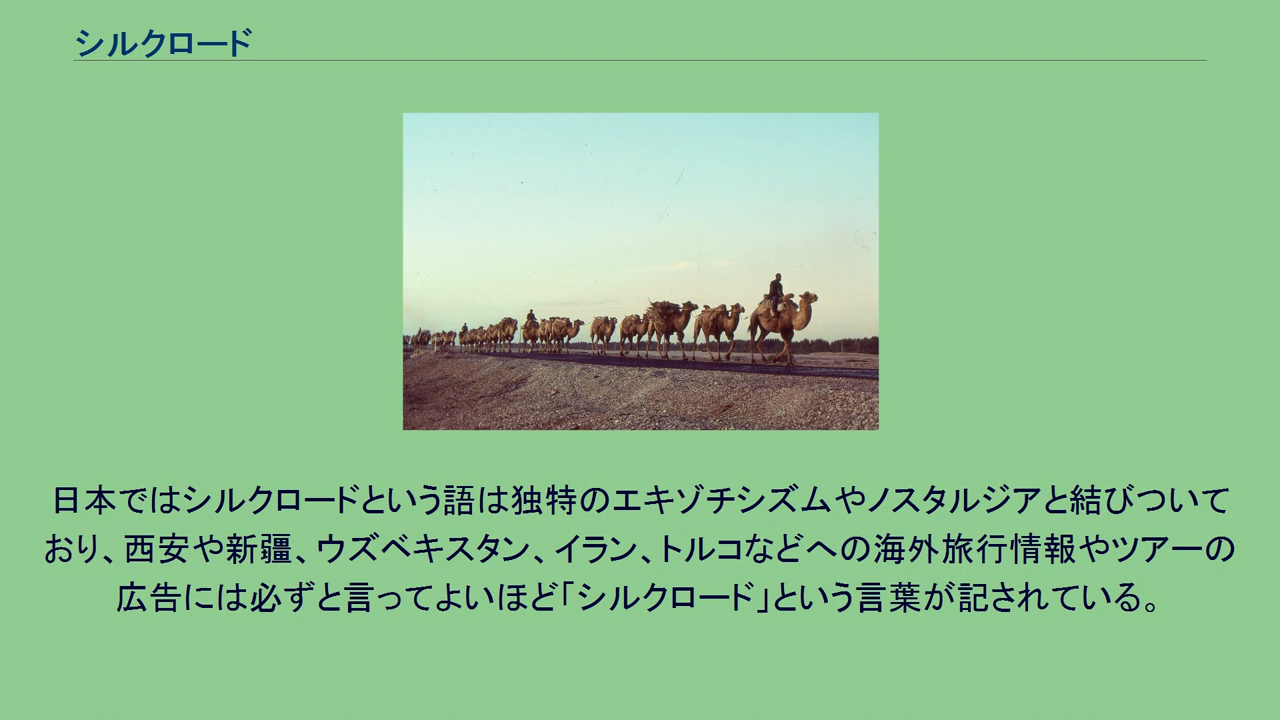 シルクロード
日本ではシルクロードという語は独特のエキゾチシズムやノスタルジアと結びついて
おり、西安や新疆、ウズベキスタン、イラン、トルコなどへの海外旅行情報やツアーの
広告には必ずと言ってよいほど「シルクロード」という言葉が記されている。